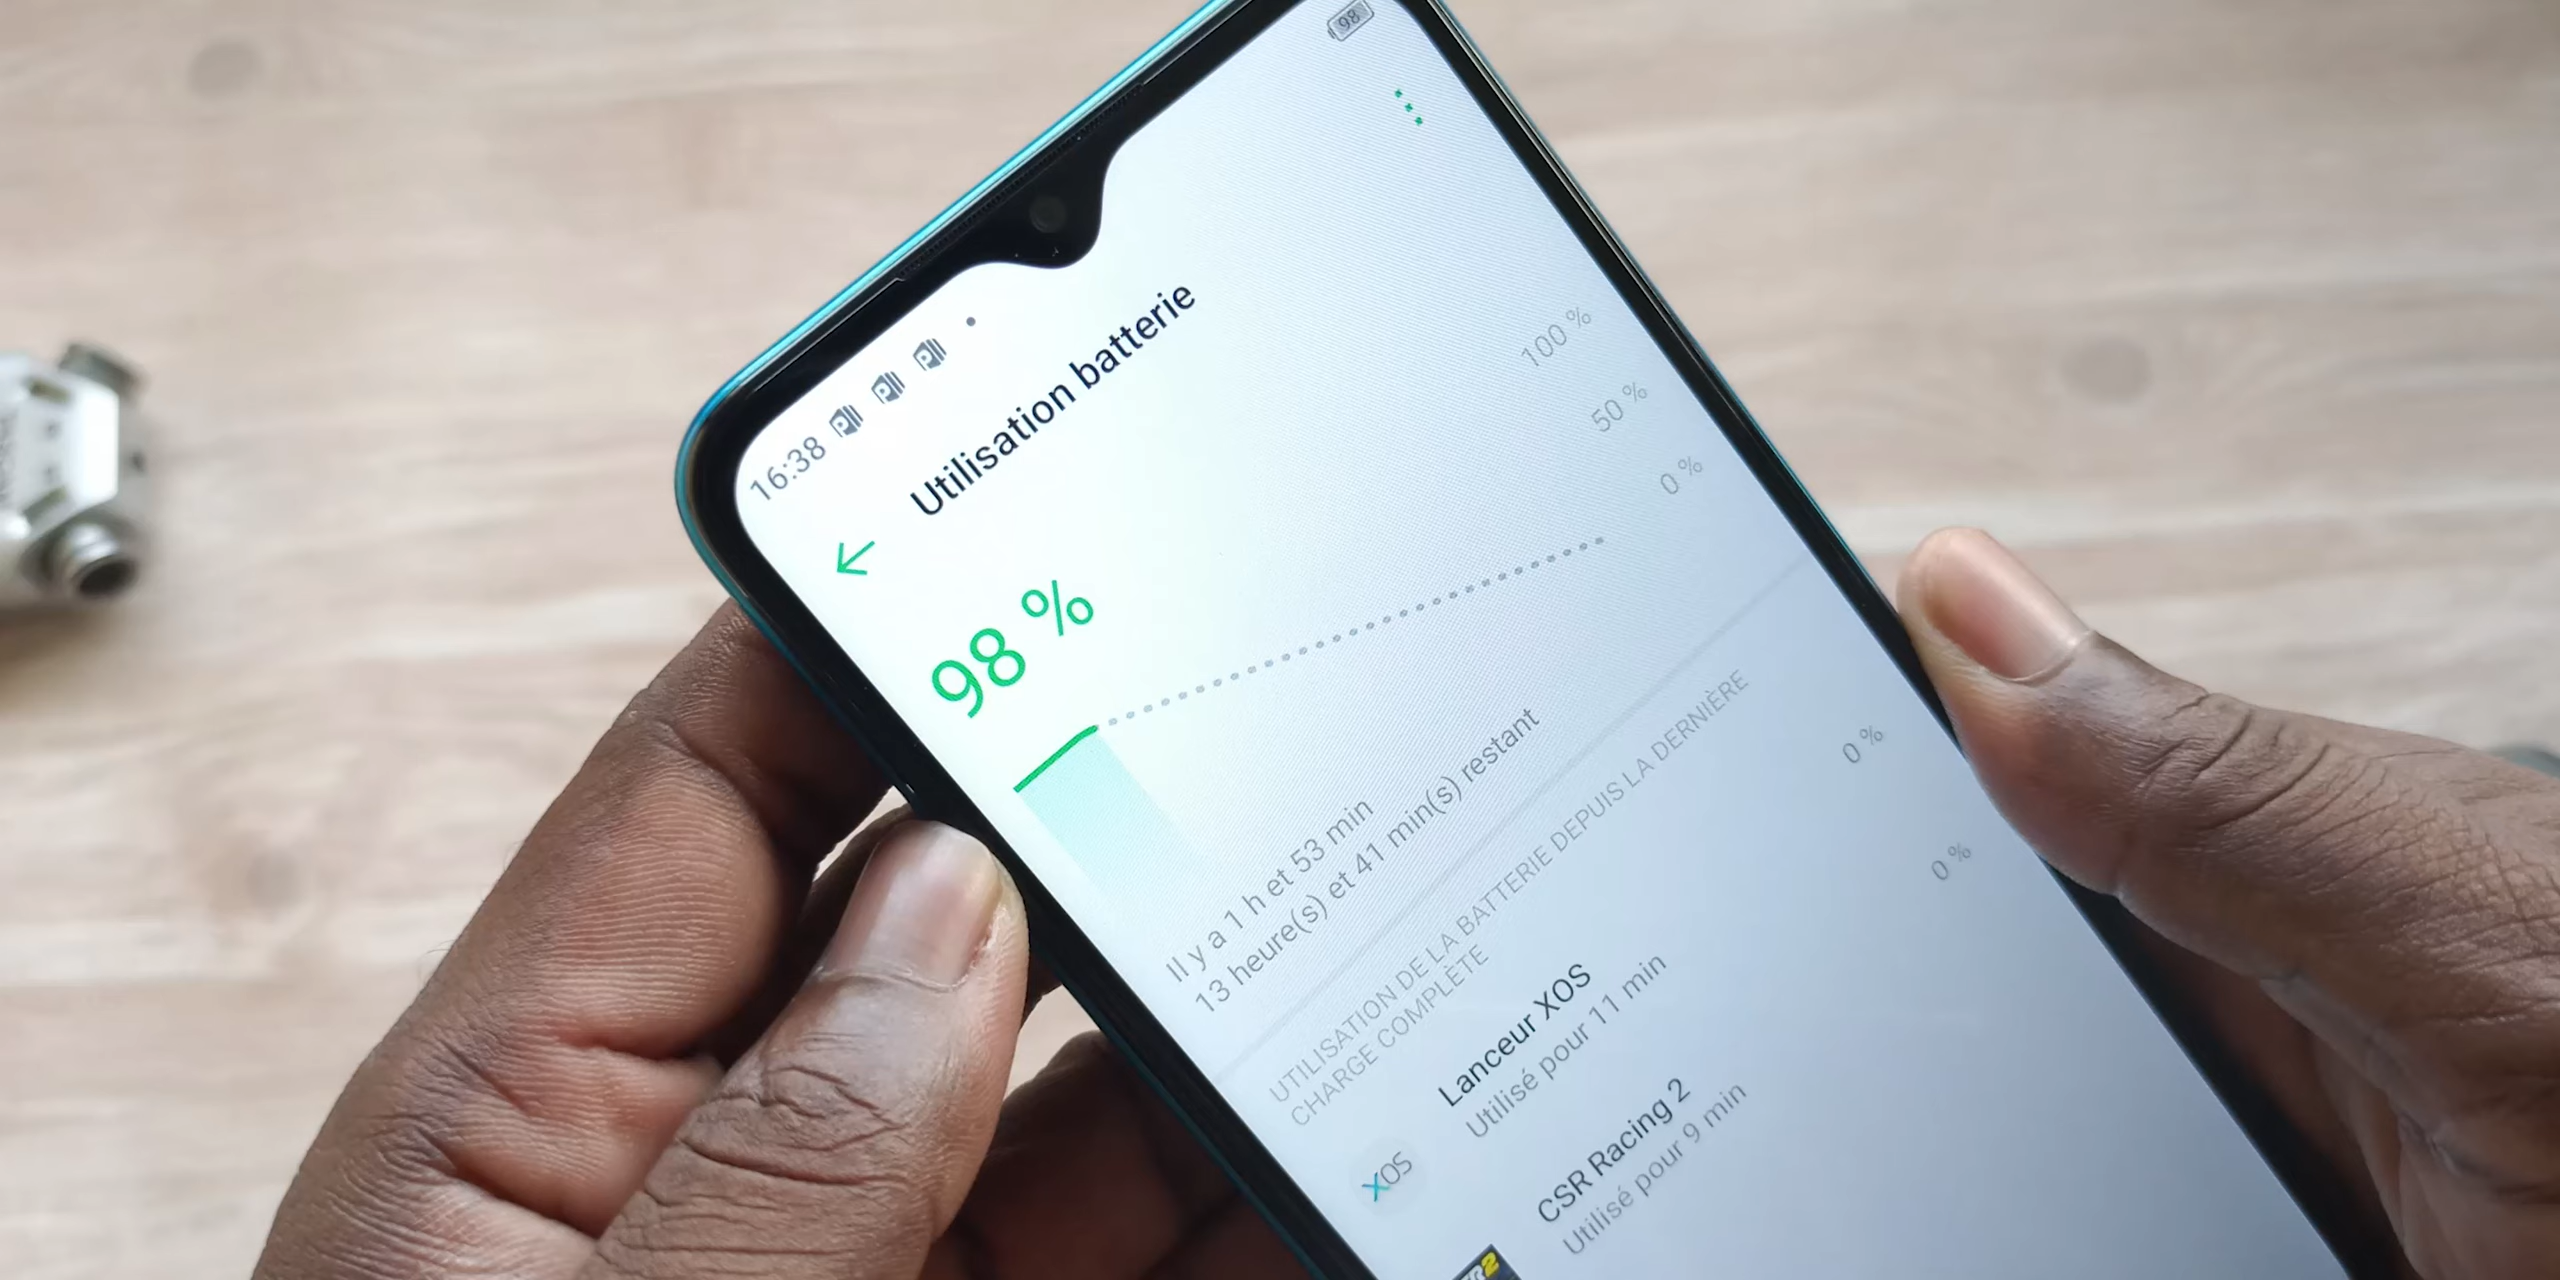 98
16:38
Utilisation batterie
98 %
100 %
50 %
0 %
Il y a 1 h et 53 min
13 heure(s) et 41 min(s) restant
UTILISATION DE LA BATTERIE DEPUIS LA DERNIÈRE
CHARGE COMPLÈTE
XOS
Lanceur XOS
0 %
Utilisé pour 11 min
CSR Racing 2
0 %
Utilisé pour 9 min